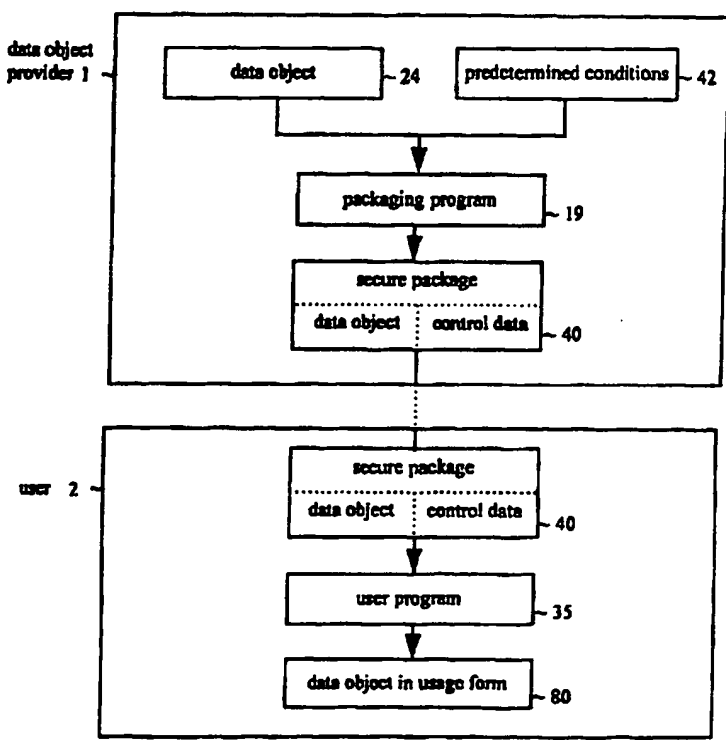 data object
provider 1
data object
24
predetermined conditions
42
packaging program
19
secure package
data object control data
40
user 2
secure package
data object control data
40
user program
35
data object in usage form
80